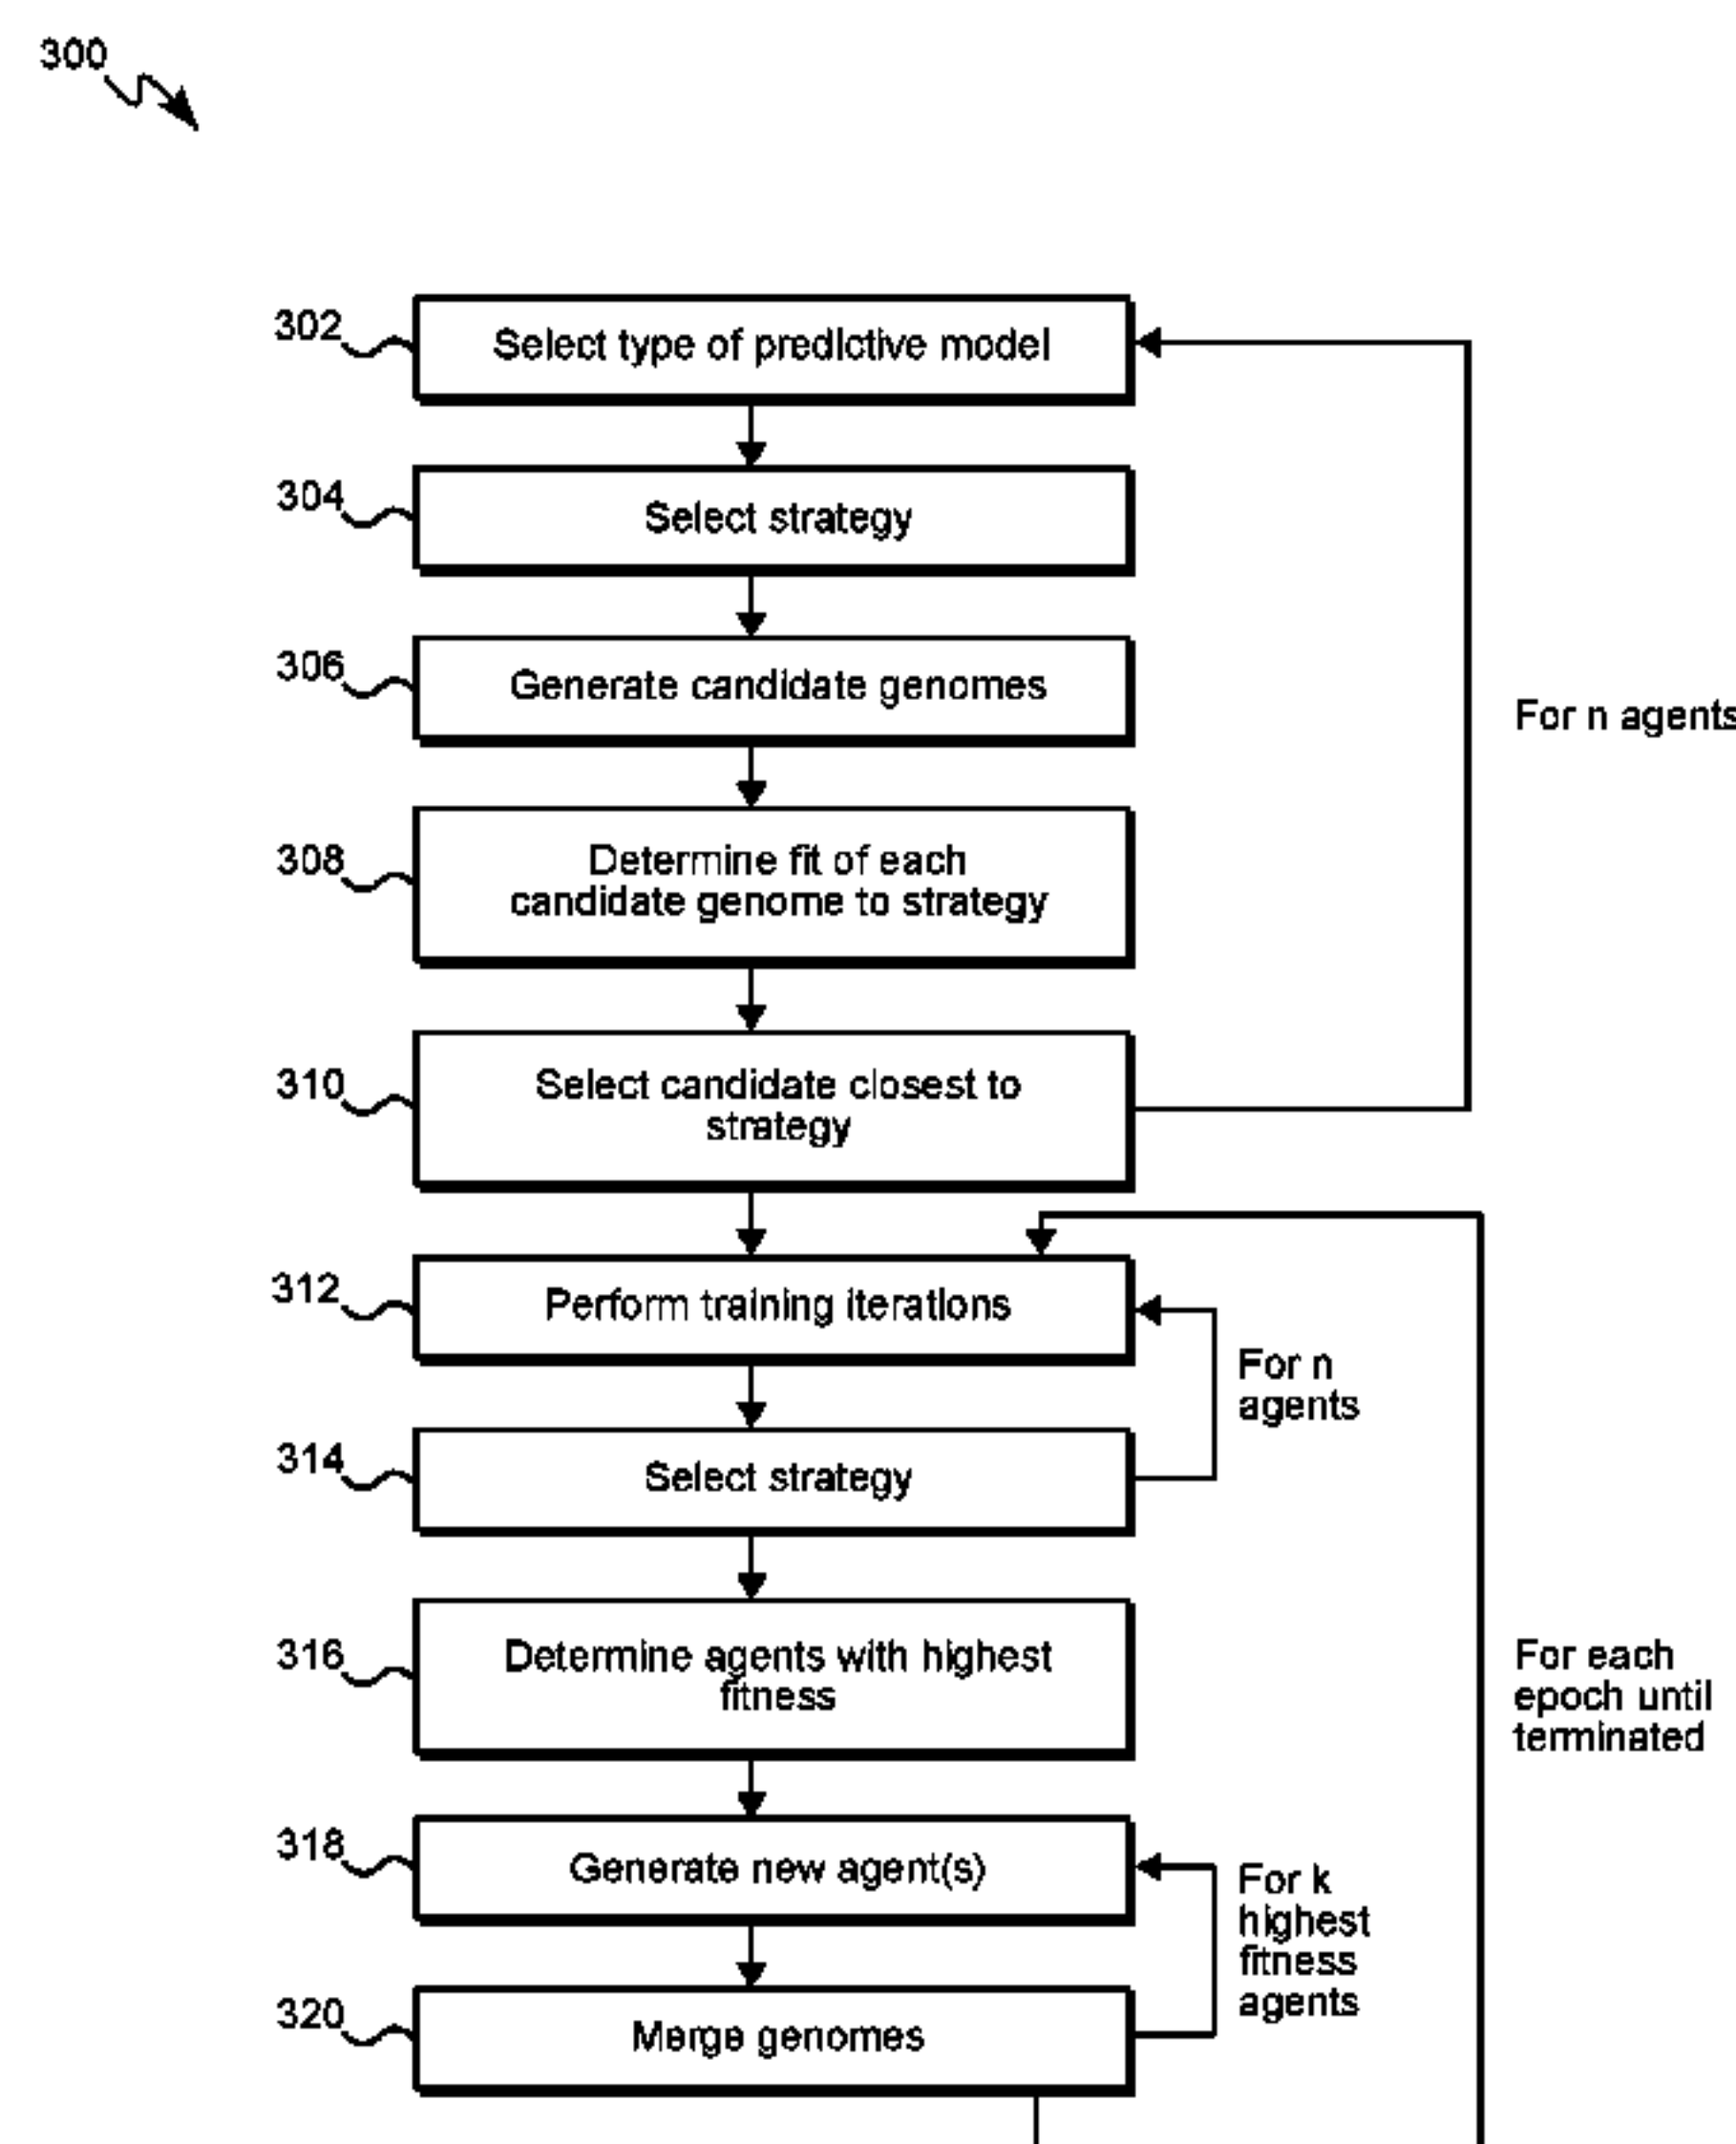 300
302
Select type of predictive model
304
Select strategy
306
Generate candidate genomes
For n agents
308
Determine fit of each
candidate genome to strategy
310
Select candidate closest to
strategy
312
Perform training iterations
For n
agents
314
Select strategy
316
Determine agents with highest
fitness
For each
epoch until
terminated
318
Generate new agent(s)
For k
highest
fitness
agents
320
Merge genomes